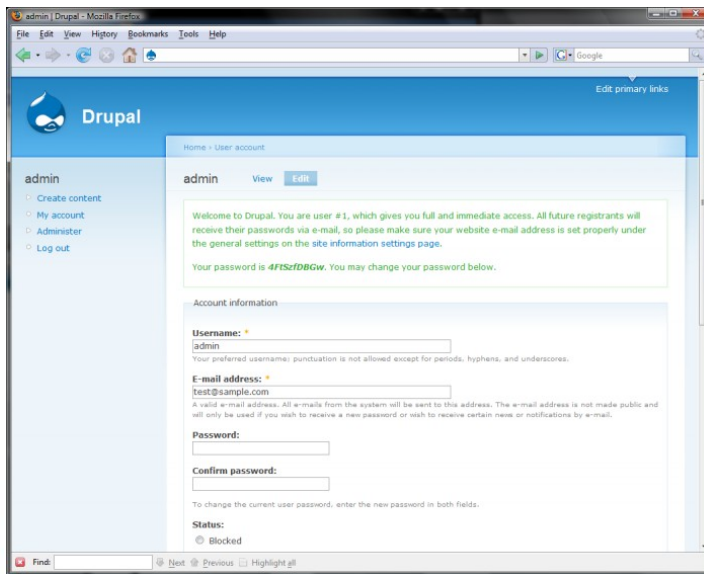 admin | Drupal - Mozilla Firefox
File Edit View History Bookmarks Tools Help
Google
Edit primary links
Drupal
Home » User account
admin
Create content
My account
Administer
Log out
admin View Edit
Welcome to Drupal. You are user #1, which gives you full and immediate access. All future registrants will
receive their passwords via e-mail, so please make sure your website e-mail address is set properly under
the general settings on the site information settings page.
Your password is 4FtSzfDBGw. You may change your password below.
Account information
Username: *
admin
Your preferred username; punctuation is not allowed except for periods, hyphens, and underscores.
E-mail address: *
test@sample.com
A valid e-mail address. All e-mails from the system will be sent to this address. The e-mail address is not made public and
will only be used if you wish to receive a new password or wish to receive certain news or notifications by e-mail.
Password:
Confirm password:
To change the current user password, enter the new password in both fields.
Status:
Blocked
Find: Next Previous Highlight all